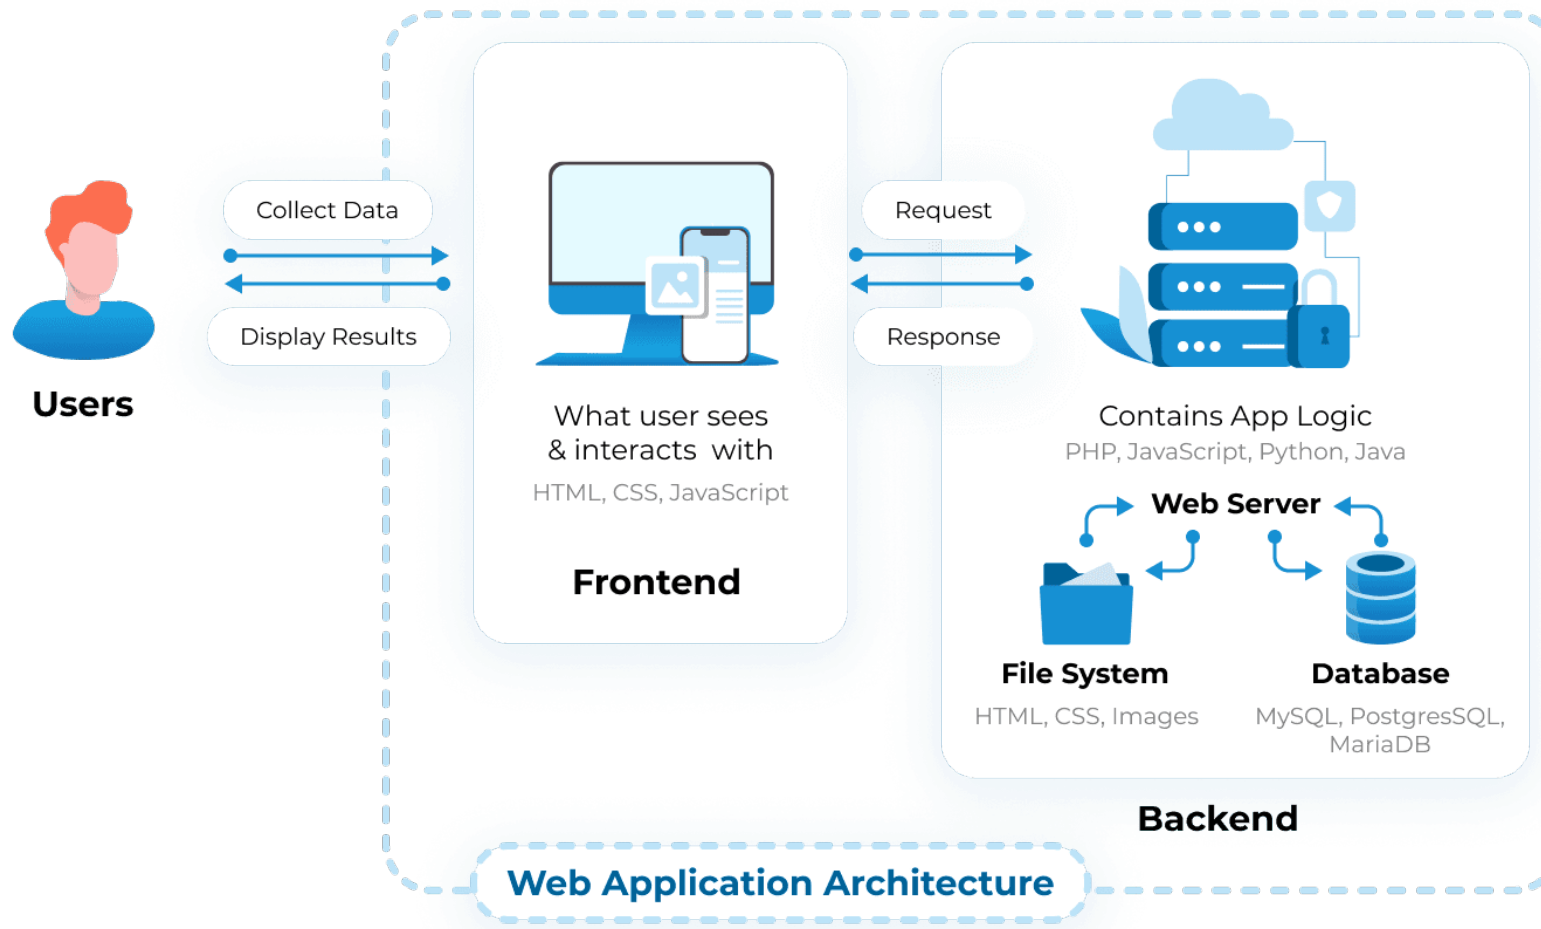 Collect Data
Display Results
Users
What user sees
& interacts with
HTML, CSS, JavaScript
Frontend
Request
Response
Contains App Logic
PHP, JavaScript, Python, Java
Web Server
File System
HTML, CSS, Images
Database
MySQL, PostgresSQL,
MariaDB
Backend
Web Application Architecture